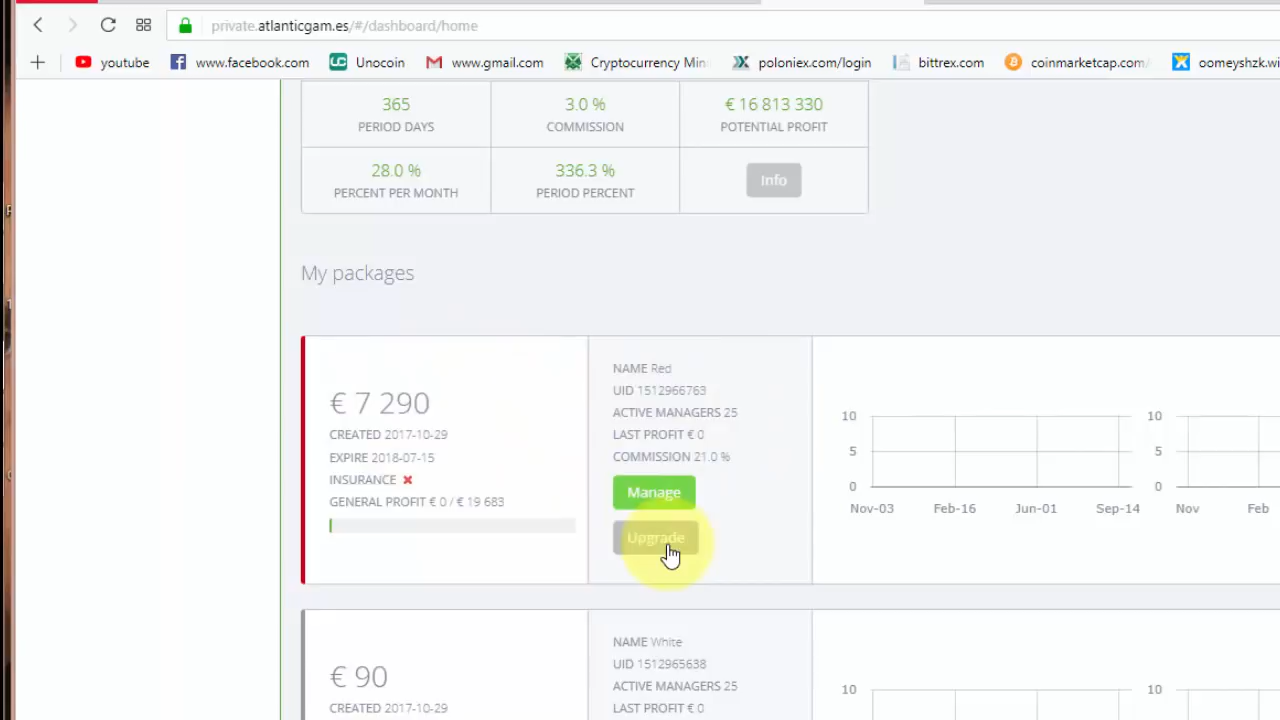 private.atlanticgam.es/#/dashboard/home
youtube
www.facebook.com
Unocoin
www.gmail.com
Cryptocurrency Min
poloniex.com/login
bittrex.com
coinmarketcap.com/
oomeyshzk.wi
365
PERIOD DAYS
3.0 %
COMMISSION
€ 16 813 330
POTENTIAL PROFIT
28.0 %
PERCENT PER MONTH
336.3 %
PERIOD PERCENT
Info
My packages
€ 7 290
CREATED 2017-10-29
EXPIRE 2018-07-15
INSURANCE
GENERAL PROFIT € 0 / € 19 683
NAME Red
UID 1512966763
ACTIVE MANAGERS 25
LAST PROFIT € 0
COMMISSION 21.0 %
Manage
Upgrade
10
5
0
Nov-03 Feb-16 Jun-01 Sep-14
10
5
0
Nov Feb
€ 90
CREATED 2017-10-29
NAME White
UID 1512965638
ACTIVE MANAGERS 25
LAST PROFIT € 0
10
10